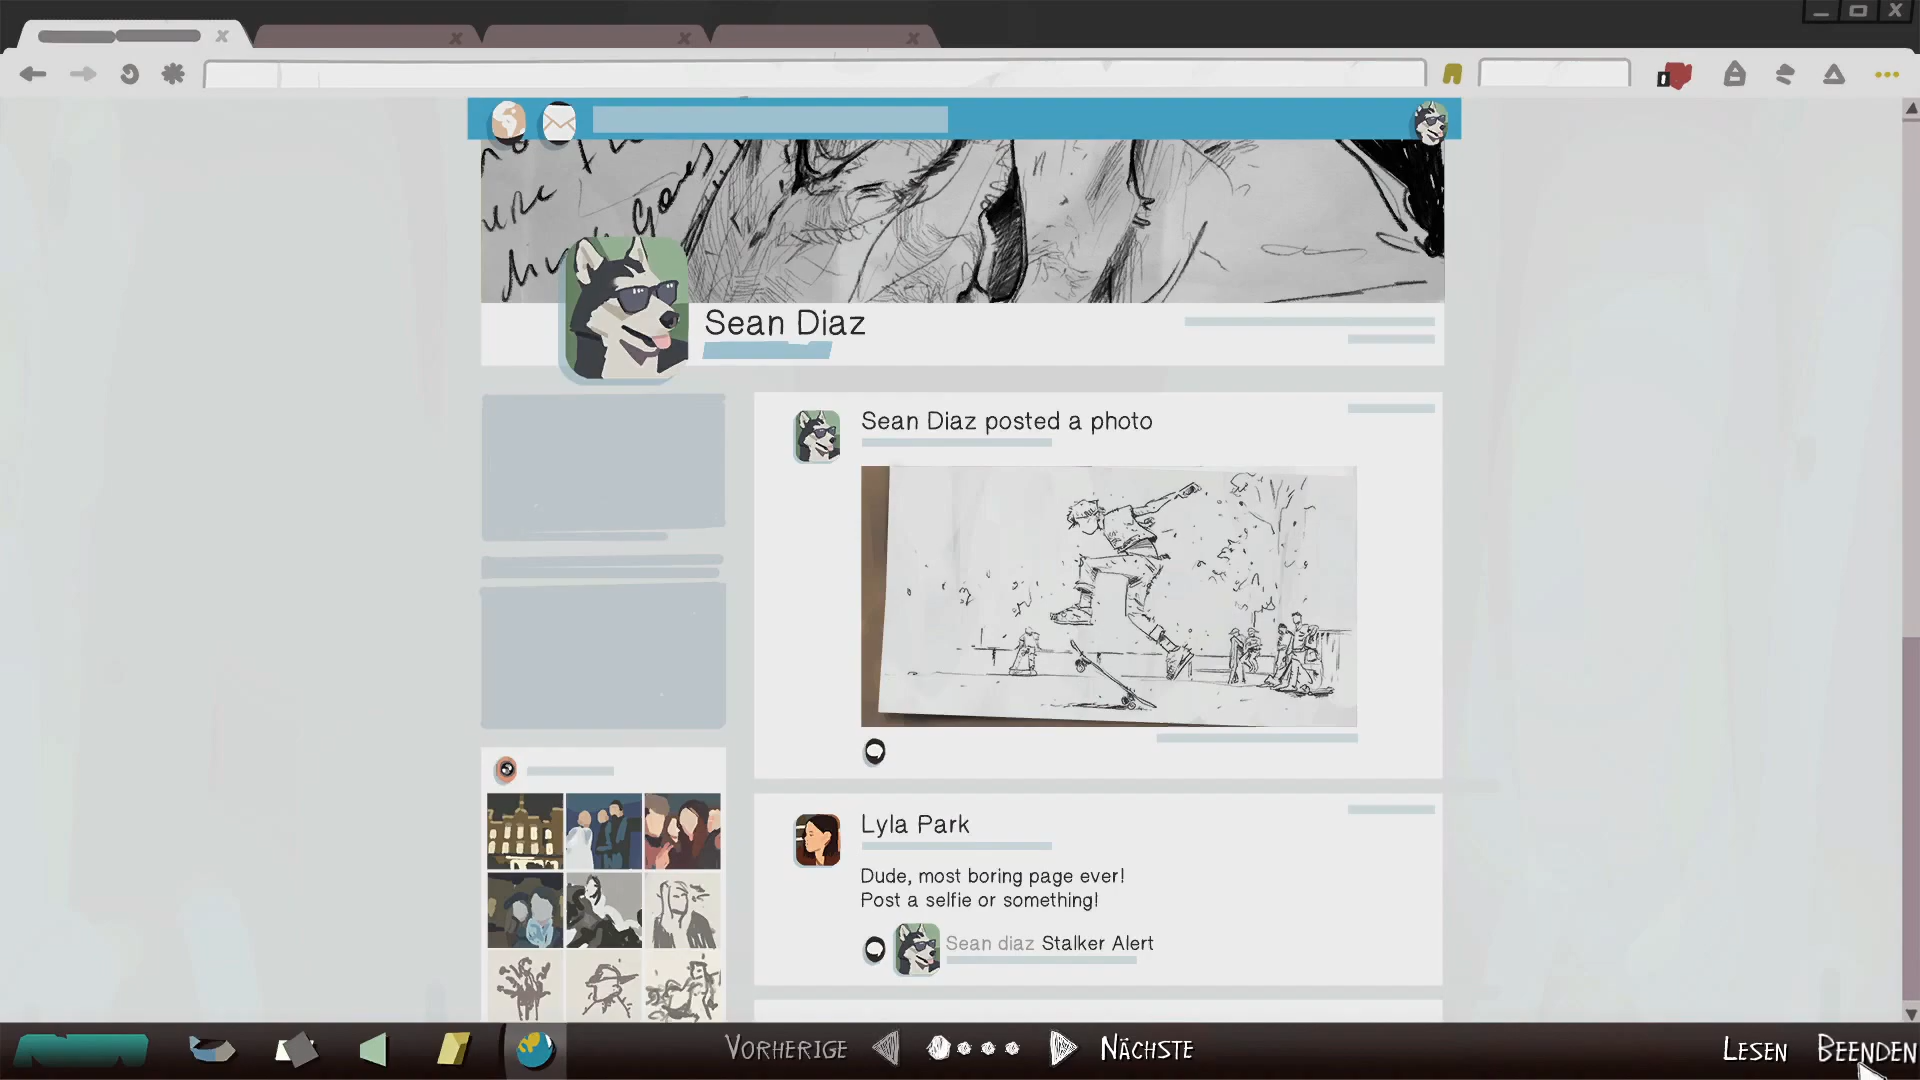 Games
Sean Diaz
Sean Diaz posted a photo
Lyla Park
Dude, most boring page ever!
Post a selfie or something!
Sean diaz Stalker Alert
VORHERIGE
NÄCHSTE
LESEN
BEENDEN